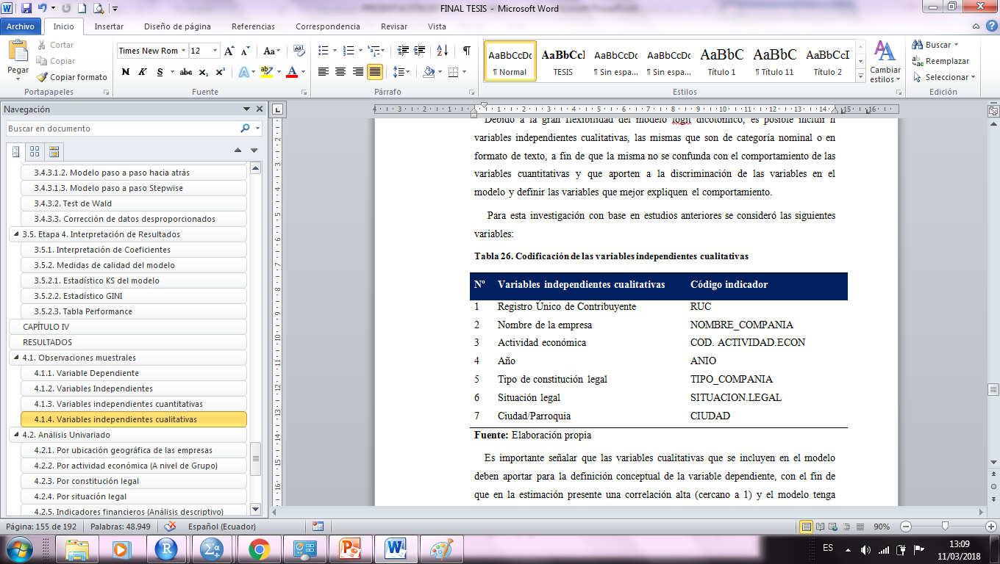 FINAL TESIS - Microsoft Word
Archivo Inicio Insertar Diseño de página Referencias Correspondencia Revisar Vista
Pegar
Cortar
Copiar
Copiar formato
Portapapeles
Times New Rom 12
N K S abc x₂ x²
Fuente
Párrafo
AaBbCcDc AaBbCcI AaBbCcDc AaBbCcDc AaBbC AaBbC AaBbCcI
¶ Normal TESIS ¶ Sin espa... ¶ Sin espa... Título 1 ¶ Título 11 Título 2
Estilos
Cambiar estilos
Buscar
Reemplazar
Seleccionar
Edición
Navegación
Buscar en documento
3.4.3.1.2. Modelo paso a paso hacia atrás
3.4.3.1.3. Modelo paso a paso Stepwise
3.4.3.2. Test de Wald
3.4.3.3. Corrección de datos desproporcionados
3.5. Etapa 4. Interpretación de Resultados
3.5.1. Interpretación de Coeficientes
3.5.2. Medidas de calidad del modelo
3.5.2.1. Estadístico KS del modelo
3.5.2.2. Estadístico GINI
3.5.2.3. Tabla Performance
CAPÍTULO IV
RESULTADOS
4.1. Observaciones muestrales
4.1.1. Variable Dependiente
4.1.2. Variables Independientes
4.1.3. Variables independientes cuantitativas
4.1.4. Variables independientes cualitativas
4.2. Análisis Univariado
4.2.1. Por ubicación geográfica de las empresas
4.2.2. Por actividad económica (A nivel de Grupo)
4.2.3. Por constitución legal
4.2.4. Por situación legal
4.2.5. Indicadores financieros (Análisis descriptivo)
Debido a la gran flexibilidad del modelo logit dicotómico, es posible incluir n
variables independientes cualitativas, las mismas que son de categoría nominal o en
formato de texto, a fin de que la misma no se confunda con el comportamiento de las
variables cuantitativas y que aporten a la discriminación de las variables en el
modelo y definir las variables que mejor expliquen el comportamiento.
Para esta investigación con base en estudios anteriores se consideró las siguientes
variables:
Tabla 26. Codificación de las variables independientes cualitativas
Nº Variables independientes cualitativas Código indicador
1 Registro Único de Contribuyente RUC
2 Nombre de la empresa NOMBRE_COMPANIA
3 Actividad económica COD. ACTIVIDAD.ECON
4 Año ANIO
5 Tipo de constitución legal TIPO_COMPANIA
6 Situación legal SITUACION.LEGAL
7 Ciudad/Parroquia CIUDAD
Fuente: Elaboración propia
Es importante señalar que las variables cualitativas que se incluyen en el modelo
deben aportar para la definición conceptual de la variable dependiente, con el fin de
que en la estimación presente una correlación alta (cercano a 1) y el modelo tenga
Página: 155 de 192 Palabras: 48.949 Español (Ecuador) 90%
ES 13:09
11/03/2018